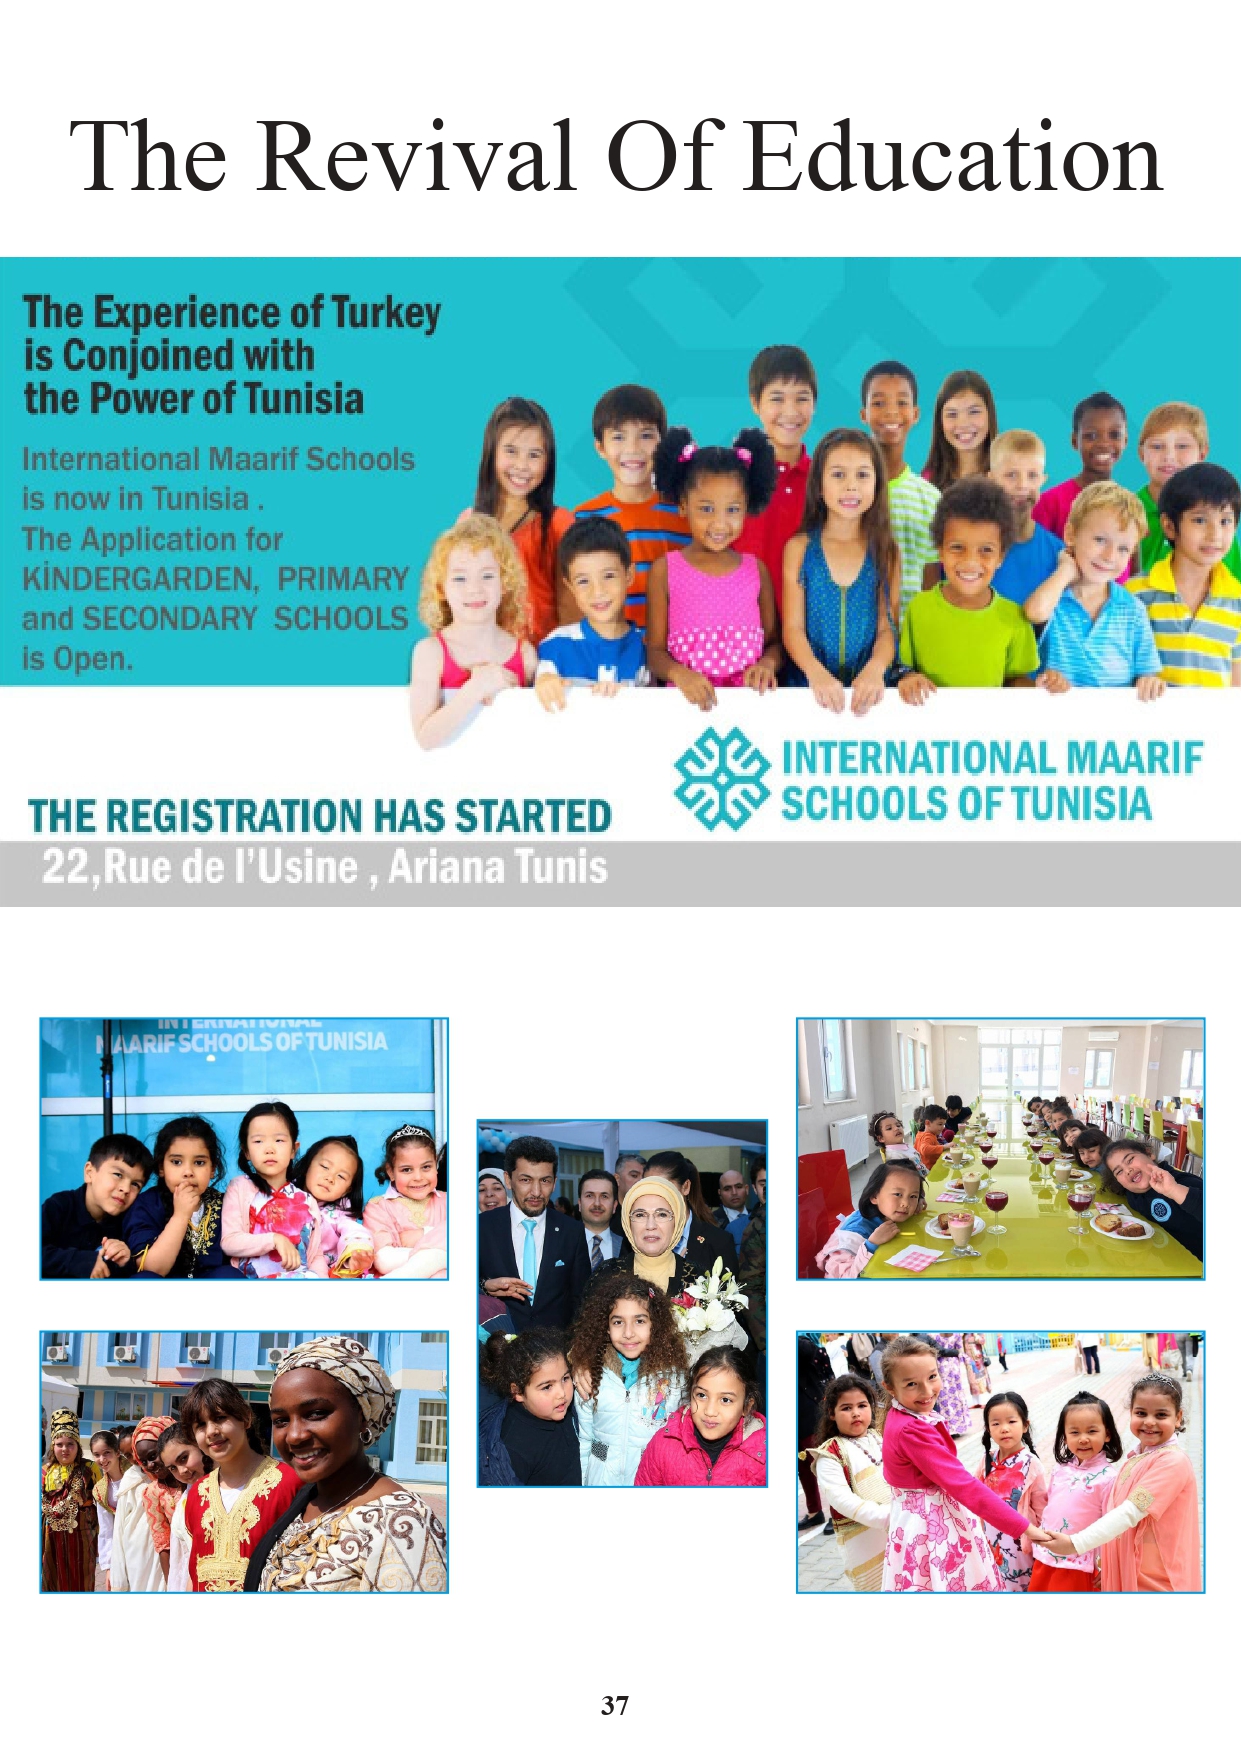 The Revival Of Education
The Experience of Turkey
is Conjoined with
the Power of Tunisia
International Maarif Schools
is now in Tunisia .
The Application for
KİNDERGARDEN, PRIMARY
and SECONDARY SCHOOLS
is Open.
INTERNATIONAL MAARIF
SCHOOLS OF TUNISIA
THE REGISTRATION HAS STARTED
22,Rue de l'Usine , Ariana Tunis
INTERNATIONAL
MAARIF SCHOOLS OF TUNISIA
37